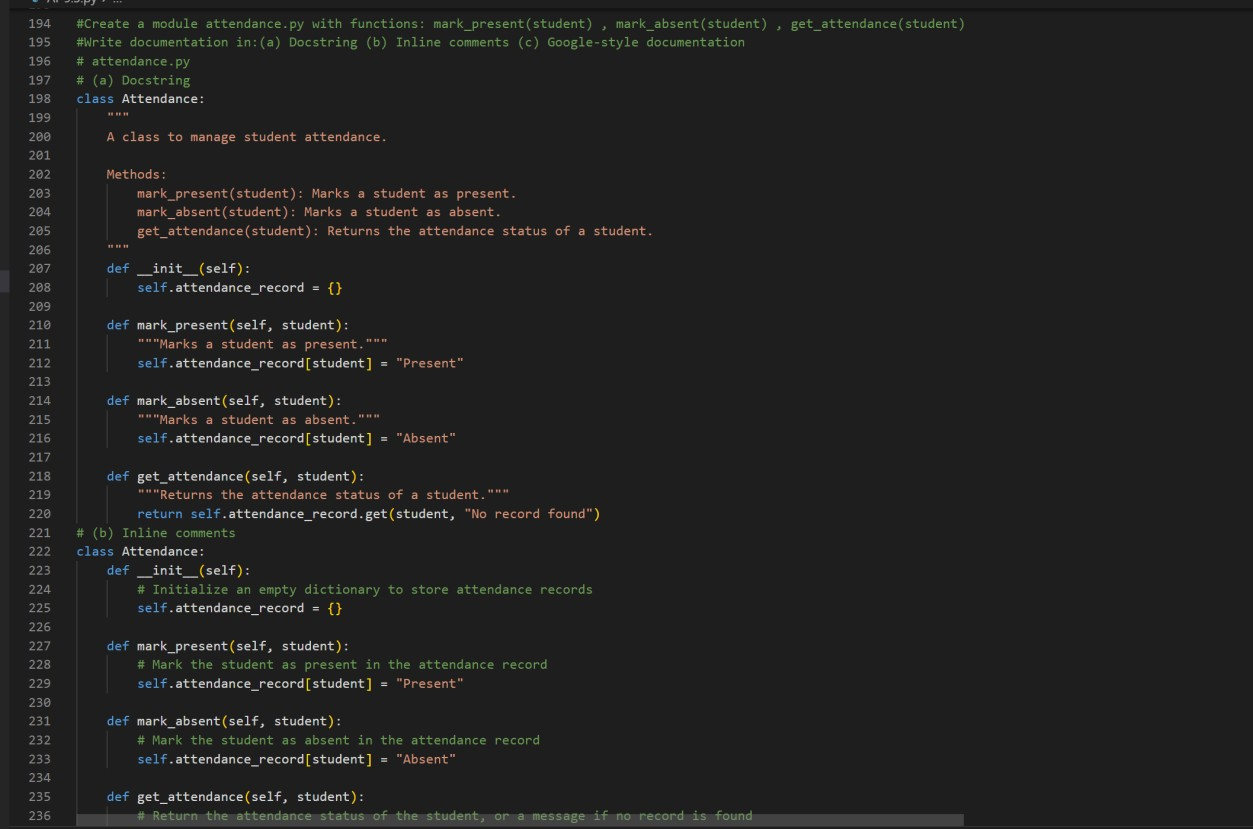 194 #Create a module attendance.py with functions: mark_present(student) , mark_absent(student) , get_attendance(student)
195 #Write documentation in:(a) Docstring (b) Inline comments (c) Google-style documentation
196 # attendance.py
197 # (a) Docstring
198 class Attendance:
199     """
200     A class to manage student attendance.
201
202     Methods:
203         mark_present(student): Marks a student as present.
204         mark_absent(student): Marks a student as absent.
205         get_attendance(student): Returns the attendance status of a student.
206     """
207     def __init__(self):
208         self.attendance_record = {}
209
210     def mark_present(self, student):
211         """Marks a student as present."""
212         self.attendance_record[student] = "Present"
213
214     def mark_absent(self, student):
215         """Marks a student as absent."""
216         self.attendance_record[student] = "Absent"
217
218     def get_attendance(self, student):
219         """Returns the attendance status of a student."""
220         return self.attendance_record.get(student, "No record found")
221 # (b) Inline comments
222 class Attendance:
223     def __init__(self):
224         # Initialize an empty dictionary to store attendance records
225         self.attendance_record = {}
226
227     def mark_present(self, student):
228         # Mark the student as present in the attendance record
229         self.attendance_record[student] = "Present"
230
231     def mark_absent(self, student):
232         # Mark the student as absent in the attendance record
233         self.attendance_record[student] = "Absent"
234
235     def get_attendance(self, student):
236         # Return the attendance status of the student, or a message if no record is found